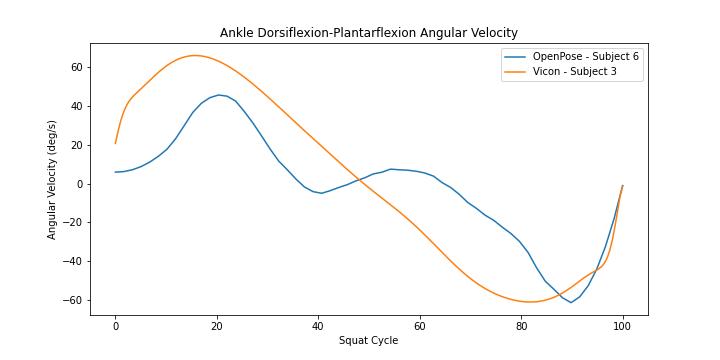 Ankle Dorsiflexion-Plantarflexion Angular Velocity
OpenPose - Subject 6
Vicon - Subject 3
Angular Velocity (deg/s)
60
40
20
0
−20
−40
−60
0 20 40 60 80 100
Squat Cycle